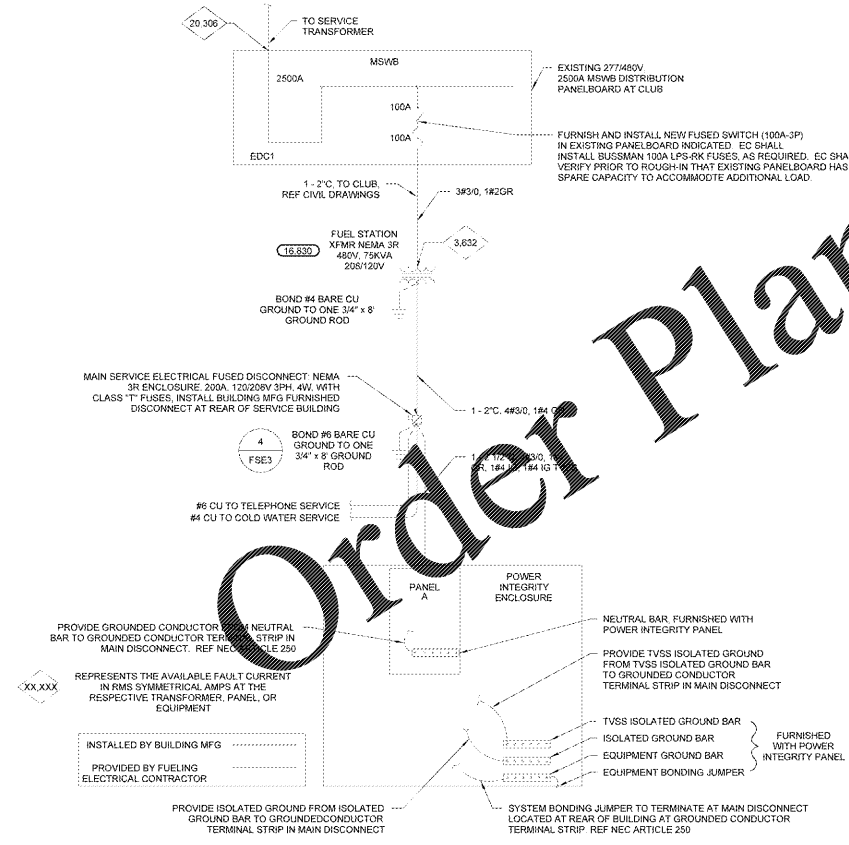 20,306
TO SERVICE
TRANSFORMER
MSWB
2500A
EXISTING 277/480V.
2500A MSWB DISTRIBUTION
PANELBOARD AT CLUB
100A
100A
EDC1
FURNISH AND INSTALL NEW FUSED SWITCH (100A-3P)
IN EXISTING PANELBOARD INDICATED. EC SHALL
INSTALL BUSSMAN 100A LPS-RK FUSES, AS REQUIRED. EC SHA
VERIFY PRIOR TO ROUGH-IN THAT EXISTING PANELBOARD HAS
SPARE CAPACITY TO ACCOMMODTE ADDITIONAL LOAD.
1 - 2"C, TO CLUB,
REF CIVIL DRAWINGS
3#3/0, 1#2GR
16.830
FUEL STATION
XFMR NEMA 3R
480V, 75KVA
208/120V
3,632
BOND #4 BARE CU
GROUND TO ONE 3/4" x 8'
GROUND ROD
MAIN SERVICE ELECTRICAL FUSED DISCONNECT: NEMA
3R ENCLOSURE, 200A, 120/208V 3PH, 4W, WITH
CLASS "T" FUSES, INSTALL BUILDING MFG FURNISHED
DISCONNECT AT REAR OF SERVICE BUILDING
1 - 2"C, 4#3/0, 1#4
4
FSE3
BOND #6 BARE CU
GROUND TO ONE
3/4" x 8' GROUND
ROD
GR, 1#4 IG, 1#4 IG
#6 CU TO TELEPHONE SERVICE
#4 CU TO COLD WATER SERVICE
Order Plan
PANEL
A
POWER
INTEGRITY
ENCLOSURE
PROVIDE GROUNDED CONDUCTOR FROM NEUTRAL
BAR TO GROUNDED CONDUCTOR TERMINAL STRIP IN
MAIN DISCONNECT. REF NEC ARTICLE 250
NEUTRAL BAR, FURNISHED WITH
POWER INTEGRITY PANEL
PROVIDE TVSS ISOLATED GROUND
FROM TVSS ISOLATED GROUND BAR
TO GROUNDED CONDUCTOR
TERMINAL STRIP IN MAIN DISCONNECT
XX,XXX
REPRESENTS THE AVAILABLE FAULT CURRENT
IN RMS SYMMETRICAL AMPS AT THE
RESPECTIVE TRANSFORMER, PANEL, OR
EQUIPMENT
TVSS ISOLATED GROUND BAR
ISOLATED GROUND BAR
EQUIPMENT GROUND BAR
EQUIPMENT BONDING JUMPER
FURNISHED
WITH POWER
INTEGRITY PANEL
INSTALLED BY BUILDING MFG
PROVIDED BY FUELING
ELECTRICAL CONTRACTOR
PROVIDE ISOLATED GROUND FROM ISOLATED
GROUND BAR TO GROUNDEDCONDUCTOR
TERMINAL STRIP IN MAIN DISCONNECT
SYSTEM BONDING JUMPER TO TERMINATE AT MAIN DISCONNECT
LOCATED AT REAR OF BUILDING AT GROUNDED CONDUCTOR
TERMINAL STRIP. REF NEC ARTICLE 250